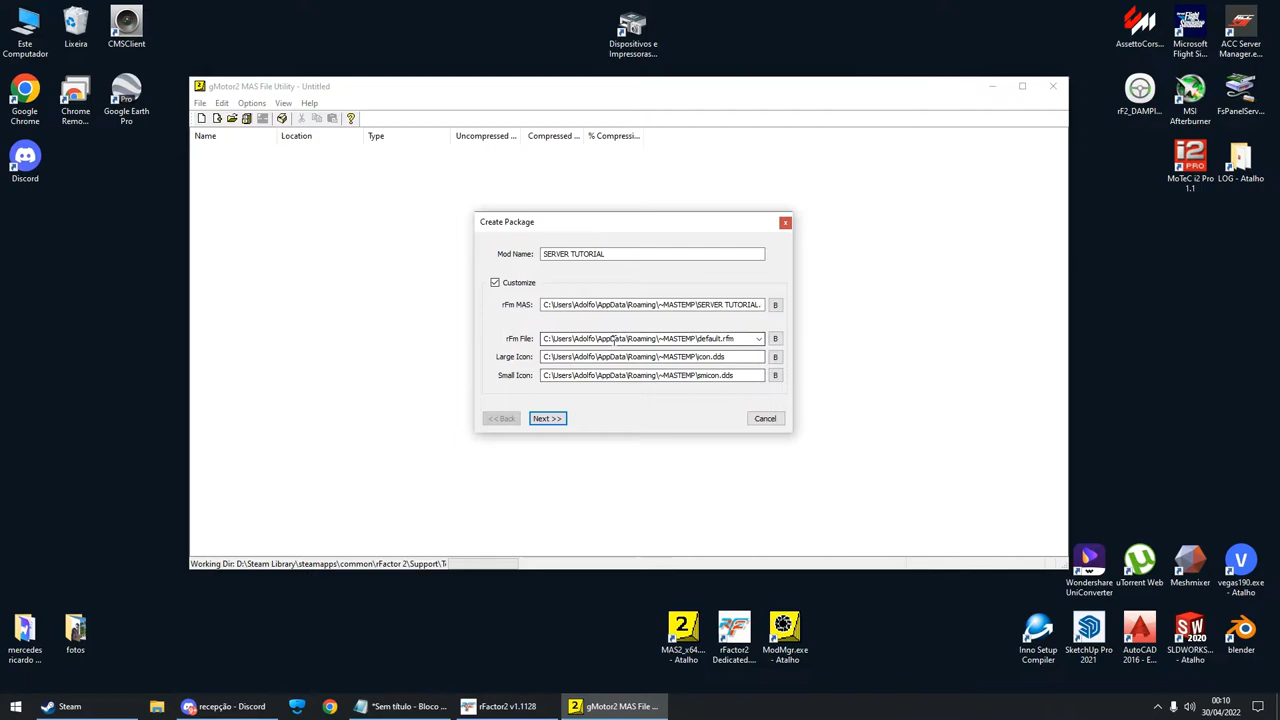 Este
Computador
Lixeira
CMSClient
Dispositivos e
Impressoras...
AssettoCors...
Microsoft
Flight Si...
ACC Server
Manager.e...
Google
Chrome
Chrome
Remo...
Google Earth
Pro
rF2_DAMPI...
MSI
Afterburner
FsPanelServ...
Discord
MoTeC i2 Pro
1.1
LOG - Atalho
gMotor2 MAS File Utility - Untitled
File Edit Options View Help
Name Location Type Uncompressed ... Compressed ... % Compressi...
Create Package
Mod Name: SERVER TUTORIAL
Customize
rFm MAS: C:\Users\Adolfo\AppData\Roaming\~MASTEMP\SERVER TUTORIAL. B
rFm File: C:\Users\Adolfo\AppData\Roaming\~MASTEMP\default.rfm B
Large Icon: C:\Users\Adolfo\AppData\Roaming\~MASTEMP\icon.dds B
Small Icon: C:\Users\Adolfo\AppData\Roaming\~MASTEMP\smicon.dds B
<< Back Next >> Cancel
Working Dir: D:\Steam Library\steamapps\common\rFactor 2\Support\T
Wondershare
UniConverter
uTorrent Web
Meshmixer
vegas190.exe
- Atalho
mercedes
ricardo ...
fotos
MAS2_x64....
- Atalho
rFactor2
Dedicated....
ModMgr.exe
- Atalho
Inno Setup
Compiler
SketchUp Pro
2021
AutoCAD
2016 - E...
SLDWORKS...
- Atalho
blender
Steam
recepção - Discord
*Sem título - Bloco ...
rFactor2 v1.1128
gMotor2 MAS File ...
00:10
30/04/2022